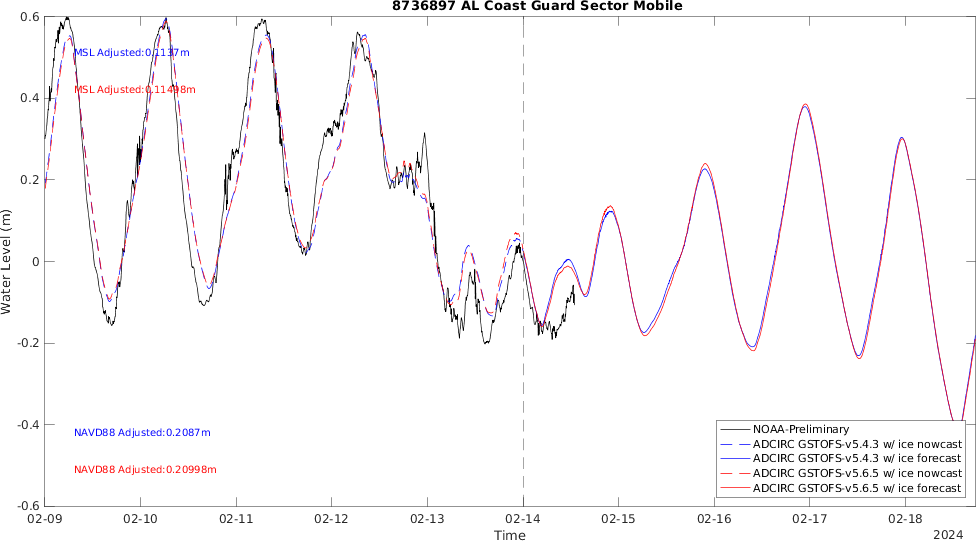 8736897 AL Coast Guard Sector Mobile
0.6
MSL Adjusted:0.1137m
MSL Adjusted:0.11498m
0.4
0.2
0
-0.2
-0.4
-0.6
Water Level (m)
NAVD88 Adjusted:0.2087m
NAVD88 Adjusted:0.20998m
NOAA-Preliminary
ADCIRC GSTOFS-v5.4.3 w/ ice nowcast
ADCIRC GSTOFS-v5.4.3 w/ ice forecast
ADCIRC GSTOFS-v5.6.5 w/ ice nowcast
ADCIRC GSTOFS-v5.6.5 w/ ice forecast
02-09 02-10 02-11 02-12 02-13 02-14 02-15 02-16 02-17 02-18
Time
2024